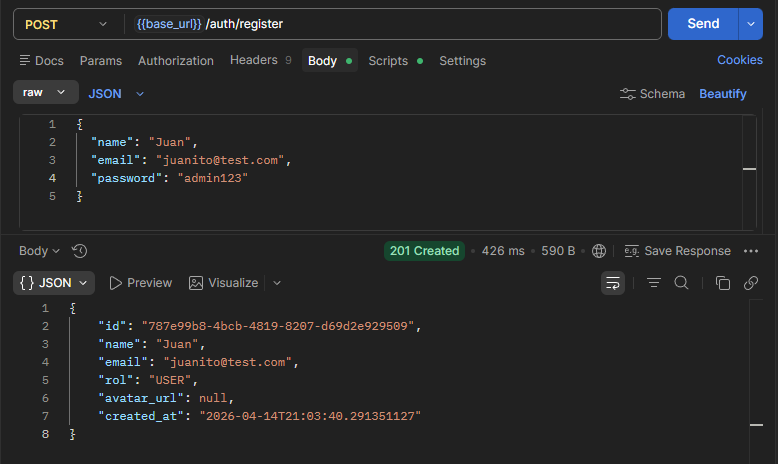 POST {{base_url}} /auth/register Send
Docs Params Authorization Headers 9 Body Scripts Settings Cookies
raw JSON Schema Beautify
1 {
2 "name": "Juan",
3 "email": "juanito@test.com",
4 "password": "admin123"
5 }
Body 201 Created 426 ms 590 B e.g. Save Response
{} JSON Preview Visualize
1 {
2 "id": "787e99b8-4bcb-4819-8207-d69d2e929509",
3 "name": "Juan",
4 "email": "juanito@test.com",
5 "rol": "USER",
6 "avatar_url": null,
7 "created_at": "2026-04-14T21:03:40.291351127"
8 }